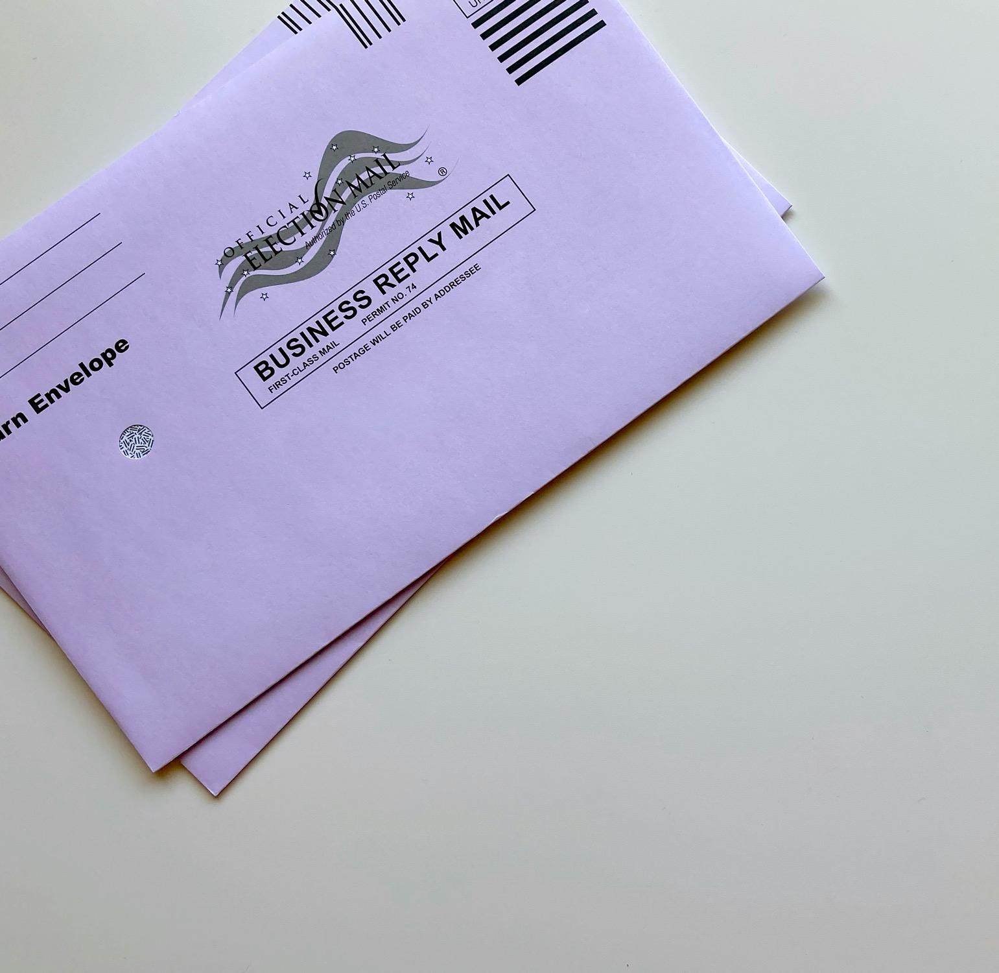 OFFICIAL
ELECTION MAIL
Authorized by the U.S. Postal Service
®
BUSINESS REPLY MAIL
FIRST-CLASS MAIL PERMIT NO. 74
POSTAGE WILL BE PAID BY ADDRESSEE
Envelope